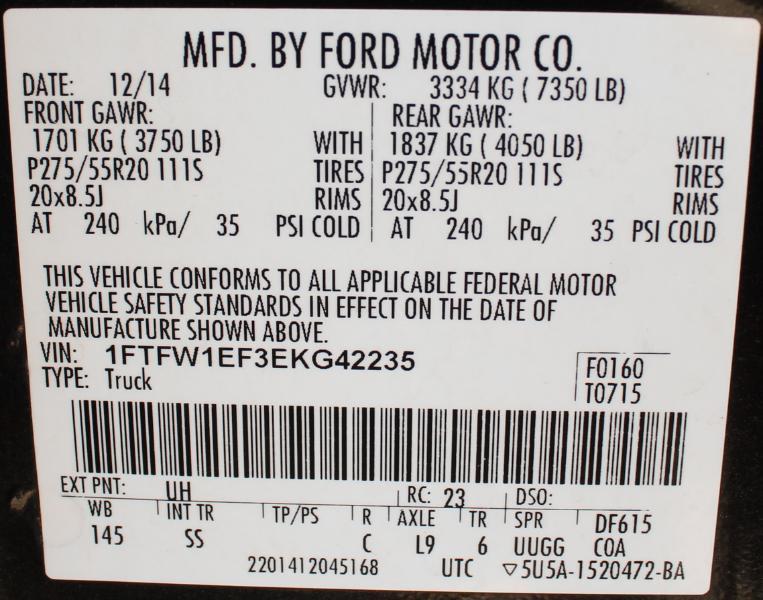 MFD. BY FORD MOTOR CO.
DATE: 12/14 GVWR: 3334 KG ( 7350 LB)
FRONT GAWR: REAR GAWR:
1701 KG ( 3750 LB) WITH 1837 KG ( 4050 LB) WITH
P275/55R20 111S TIRES P275/55R20 111S TIRES
20x8.5J RIMS 20x8.5J RIMS
AT 240 kPa/ 35 PSI COLD AT 240 kPa/ 35 PSI COLD
THIS VEHICLE CONFORMS TO ALL APPLICABLE FEDERAL MOTOR
VEHICLE SAFETY STANDARDS IN EFFECT ON THE DATE OF
MANUFACTURE SHOWN ABOVE.
VIN: 1FTFW1EF3EKG42235
F0160
TYPE: Truck
T0715
EXT PNT: UH RC: 23 DSO:
WB INT TR TP/PS R AXLE TR SPR DF615
145 SS C L9 6 UUGG COA
2201412045168 UTC ▽5U5A-1520472-BA